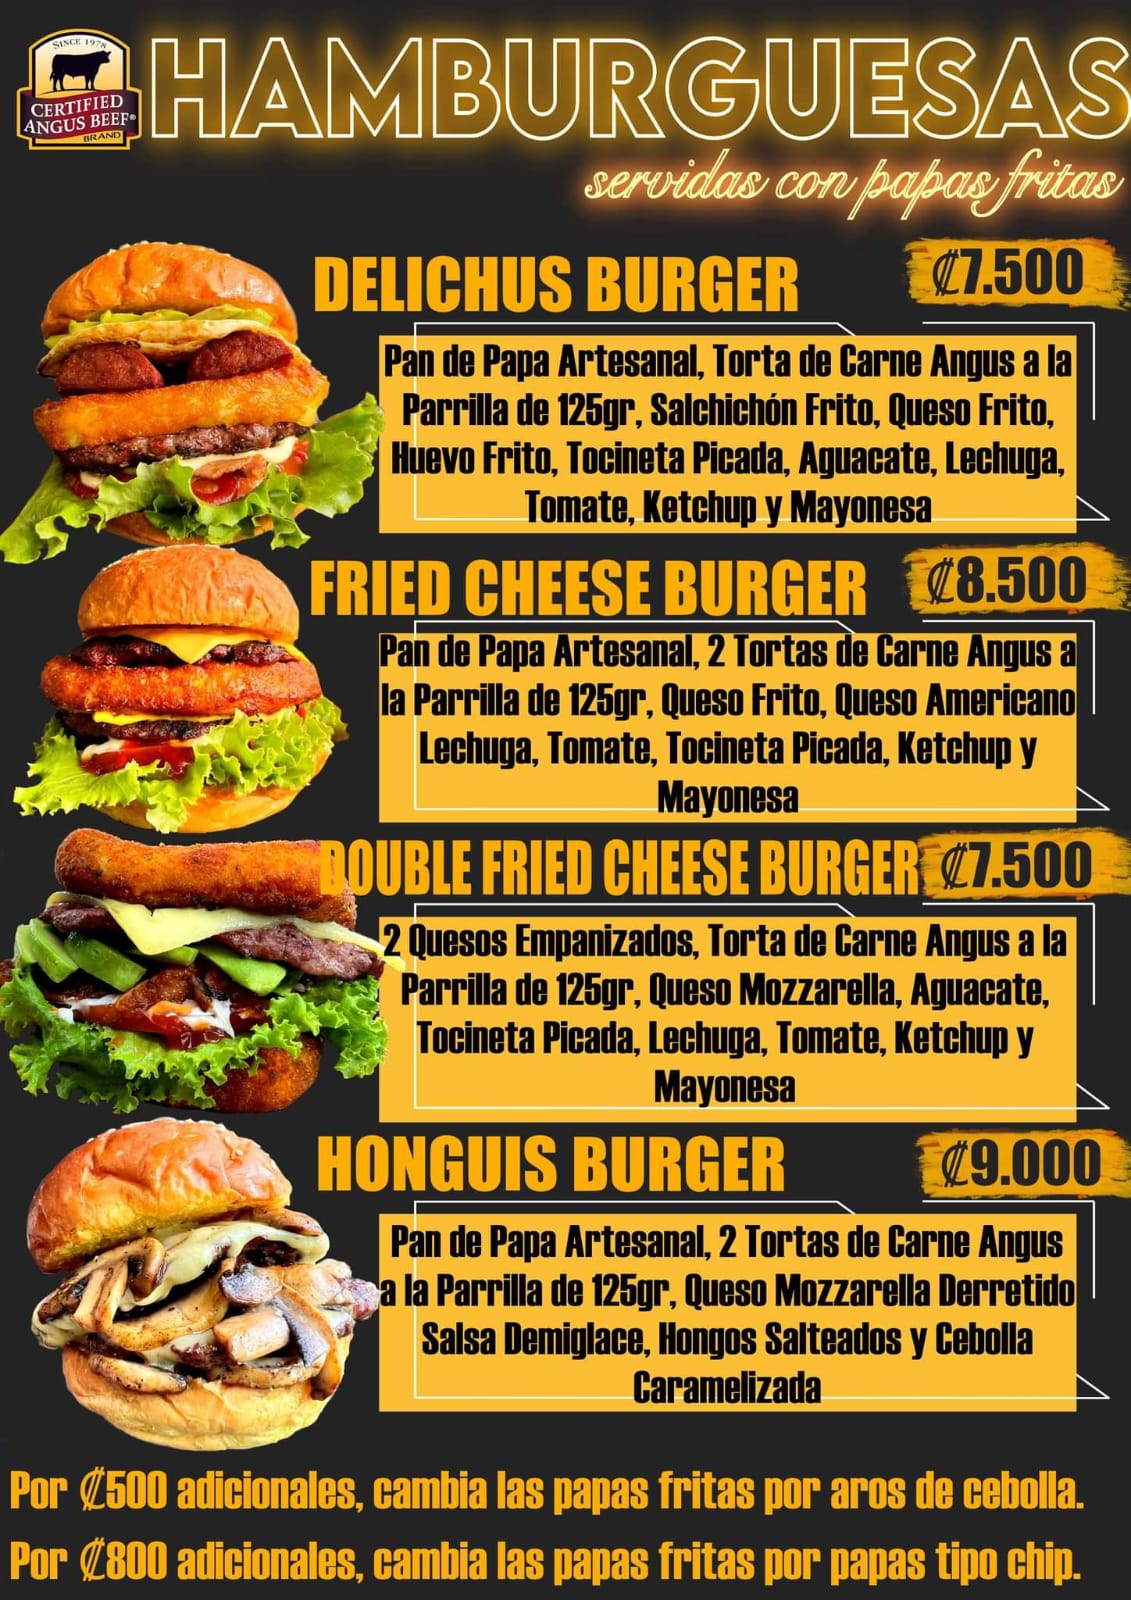 SINCE 1978
CERTIFIED
ANGUS BEEF®
BRAND
HAMBURGUESAS
servidas con papas fritas
DELICHUS BURGER
₡7.500
Pan de Papa Artesanal, Torta de Carne Angus a la
Parrilla de 125gr, Salchichón Frito, Queso Frito,
Huevo Frito, Tocineta Picada, Aguacate, Lechuga,
Tomate, Ketchup y Mayonesa
FRIED CHEESE BURGER
₡8.500
Pan de Papa Artesanal, 2 Tortas de Carne Angus a
la Parrilla de 125gr, Queso Frito, Queso Americano
Lechuga, Tomate, Tocineta Picada, Ketchup y
Mayonesa
DOUBLE FRIED CHEESE BURGER
₡7.500
2 Quesos Empanizados, Torta de Carne Angus a la
Parrilla de 125gr, Queso Mozzarella, Aguacate,
Tocineta Picada, Lechuga, Tomate, Ketchup y
Mayonesa
HONGUIS BURGER
₡9.000
Pan de Papa Artesanal, 2 Tortas de Carne Angus
a la Parrilla de 125gr, Queso Mozzarella Derretido
Salsa Demiglace, Hongos Salteados y Cebolla
Caramelizada
Por ₡500 adicionales, cambia las papas fritas por aros de cebolla.
Por ₡800 adicionales, cambia las papas fritas por papas tipo chip.